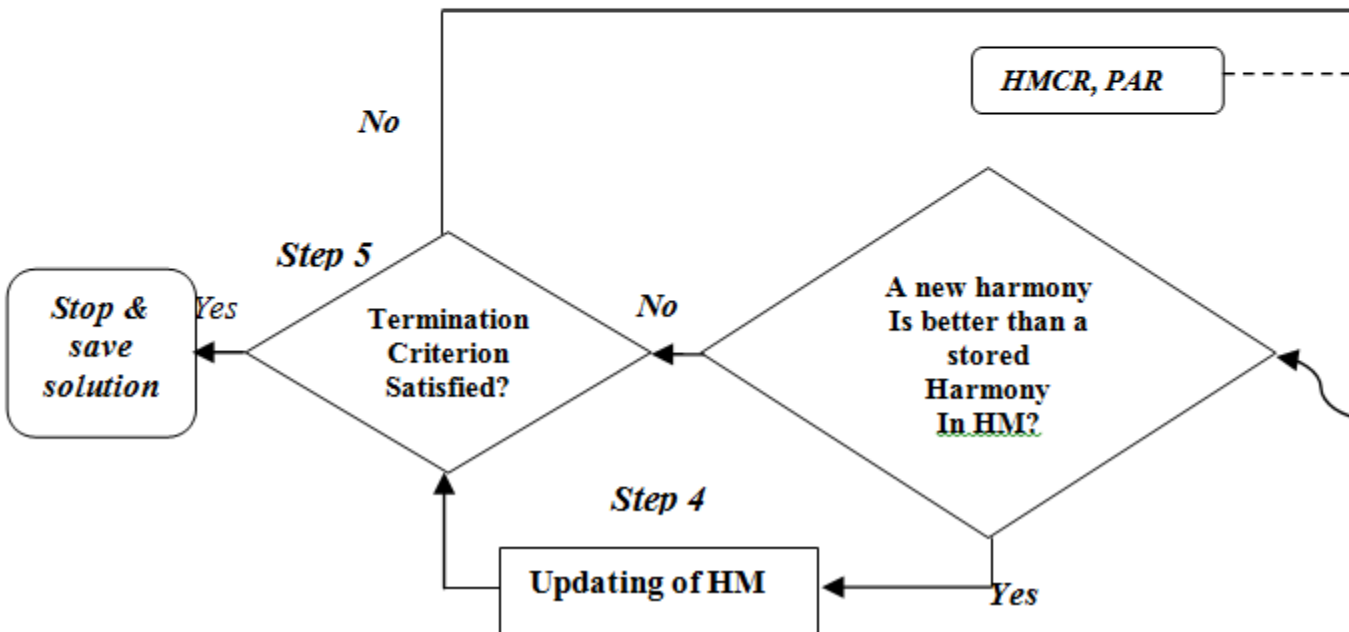 HMCR, PAR
No
Step 5
Stop &
save
solution
Yes
Termination
Criterion
Satisfied?
No
A new harmony
Is better than a
stored
Harmony
In HM?
Step 4
Updating of HM
Yes